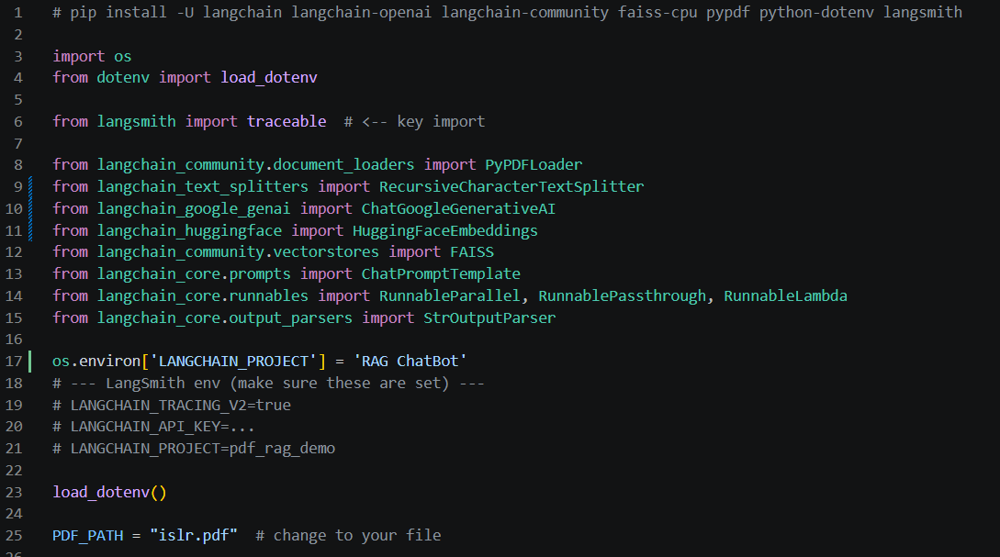 1 # pip install -U langchain langchain-openai langchain-community faiss-cpu pypdf python-dotenv langsmith
2
3 import os
4 from dotenv import load_dotenv
5
6 from langsmith import traceable  # <-- key import
7
8 from langchain_community.document_loaders import PyPDFLoader
9 from langchain_text_splitters import RecursiveCharacterTextSplitter
10 from langchain_google_genai import ChatGoogleGenerativeAI
11 from langchain_huggingface import HuggingFaceEmbeddings
12 from langchain_community.vectorstores import FAISS
13 from langchain_core.prompts import ChatPromptTemplate
14 from langchain_core.runnables import RunnableParallel, RunnablePassthrough, RunnableLambda
15 from langchain_core.output_parsers import StrOutputParser
16
17 os.environ['LANGCHAIN_PROJECT'] = 'RAG ChatBot'
18 # --- LangSmith env (make sure these are set) ---
19 # LANGCHAIN_TRACING_V2=true
20 # LANGCHAIN_API_KEY=...
21 # LANGCHAIN_PROJECT=pdf_rag_demo
22
23 load_dotenv()
24
25 PDF_PATH = "islr.pdf"  # change to your file